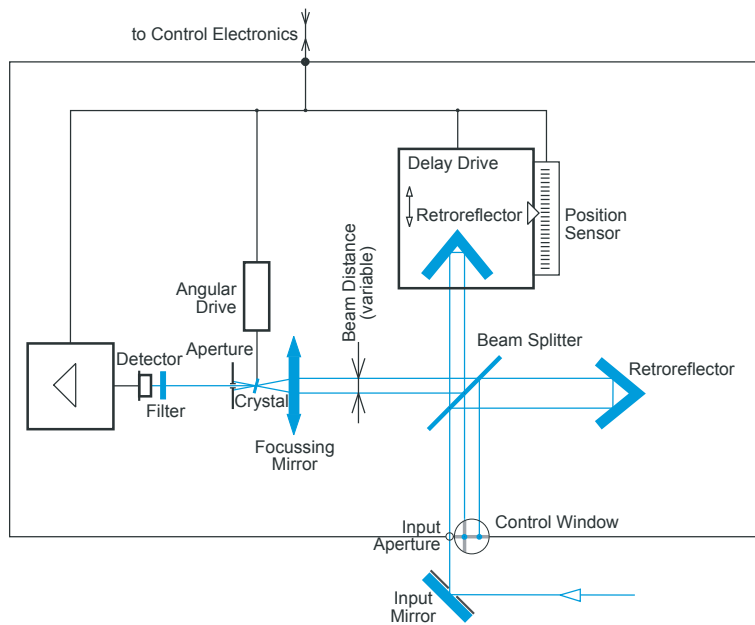 to Control Electronics
Delay Drive
Retroreflector
Position
Sensor
Angular
Drive
Beam Distance
(variable)
Beam Splitter
Retroreflector
Detector
Aperture
Filter
Crystal
Focussing
Mirror
Input
Aperture
Control Window
Input
Mirror